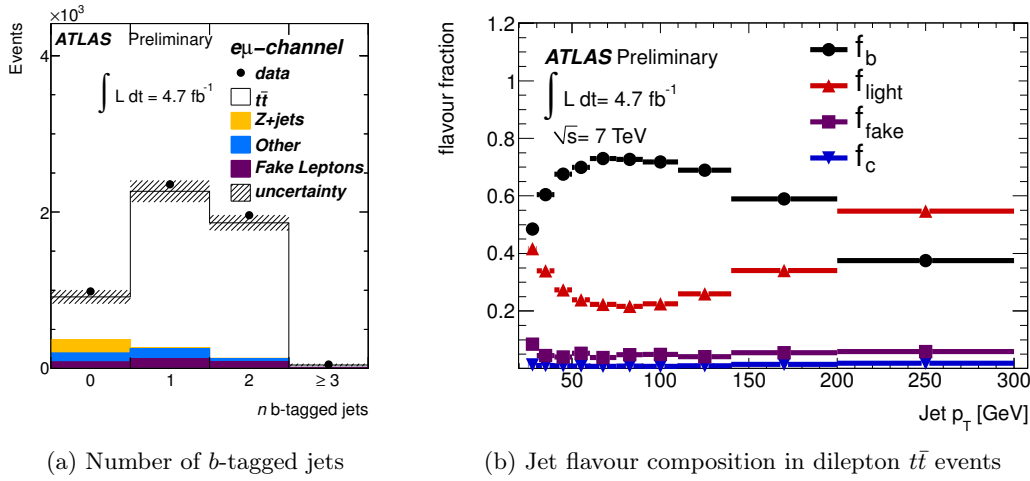 ×10³
Events
4000
2000
0
ATLAS Preliminary
eμ−channel
∫ L dt = 4.7 fb⁻¹
data
tt̄
Z+jets
Other
Fake Leptons
uncertainty
0 1 2 ≥ 3
n b-tagged jets
flavour fraction
1.2
1
0.8
0.6
0.4
0.2
ATLAS Preliminary
∫ L dt= 4.7 fb⁻¹
√s= 7 TeV
f_b
f_light
f_fake
f_c
50 100 150 200 250 300
Jet p_T [GeV]
(a) Number of b-tagged jets
(b) Jet flavour composition in dilepton tt̄ events